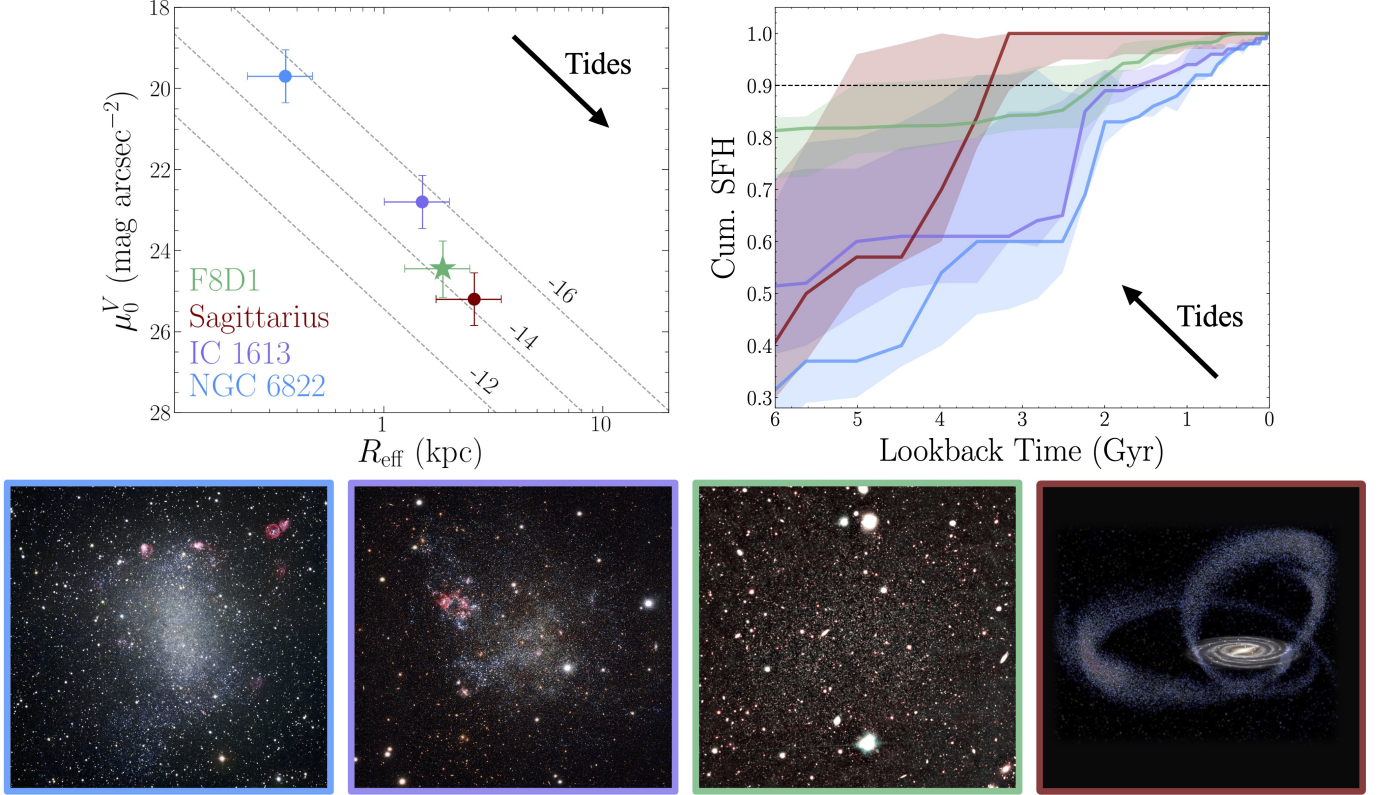 18
20
22
24
26
28
μ₀ⱽ (mag arcsec⁻²)
Tides
F8D1
Sagittarius
IC 1613
NGC 6822
-16
-14
-12
1
10
R_eff (kpc)
1.0
0.9
0.8
0.7
0.6
0.5
0.4
0.3
Cum. SFH
Tides
6
5
4
3
2
1
0
Lookback Time (Gyr)